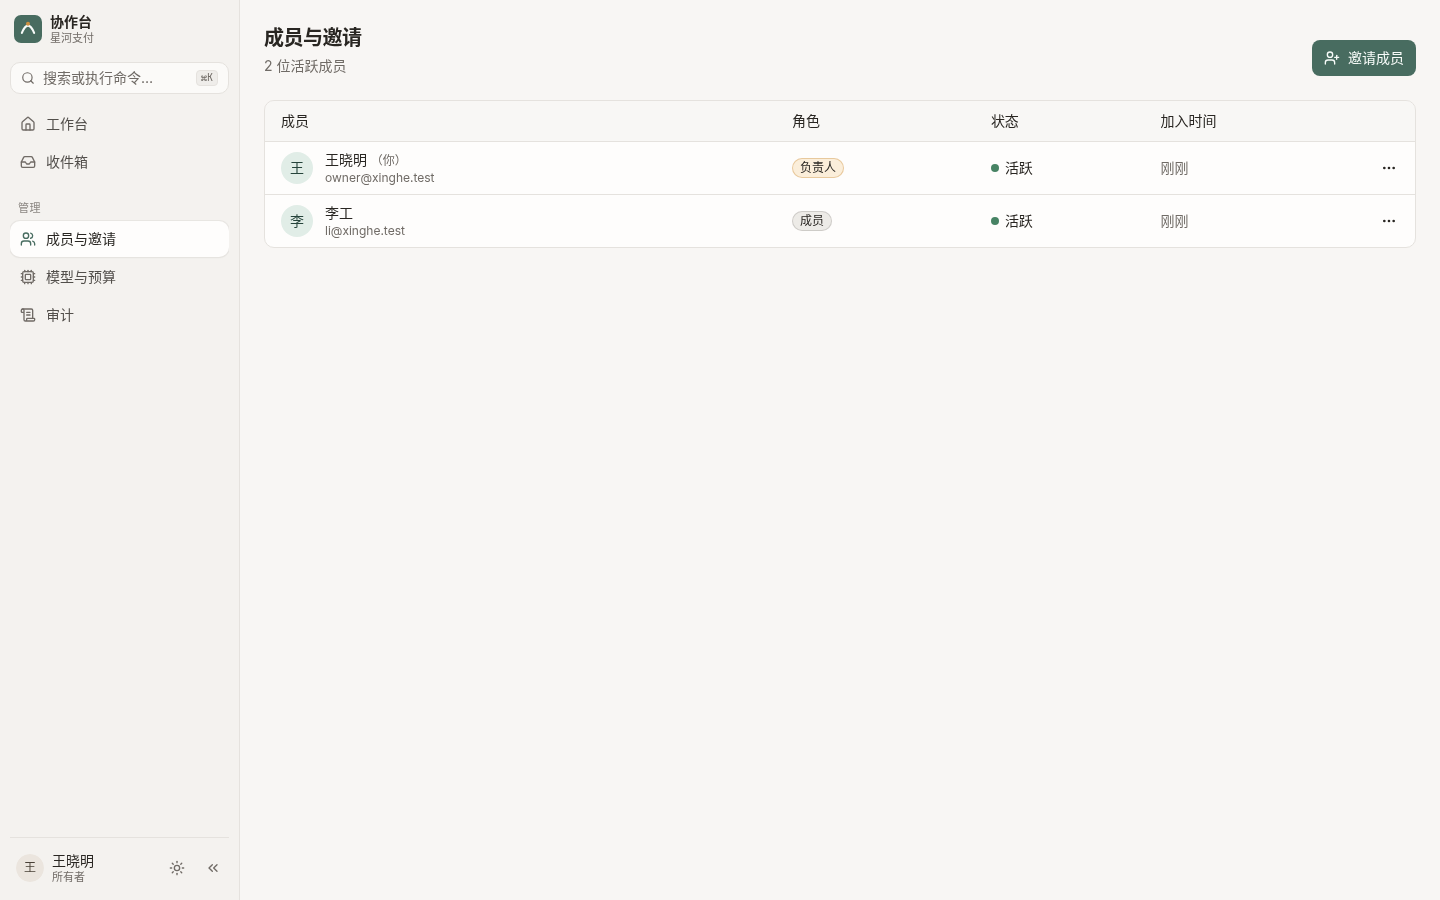 协作台
星河支付
搜索或执行命令... ⌘K
工作台
收件箱
管理
成员与邀请
模型与预算
审计
王
王晓明
所有者
成员与邀请
2 位活跃成员
邀请成员
成员 角色 状态 加入时间
王 王晓明 (你) 负责人 活跃 刚刚
owner@xinghe.test
李 李工 成员 活跃 刚刚
li@xinghe.test